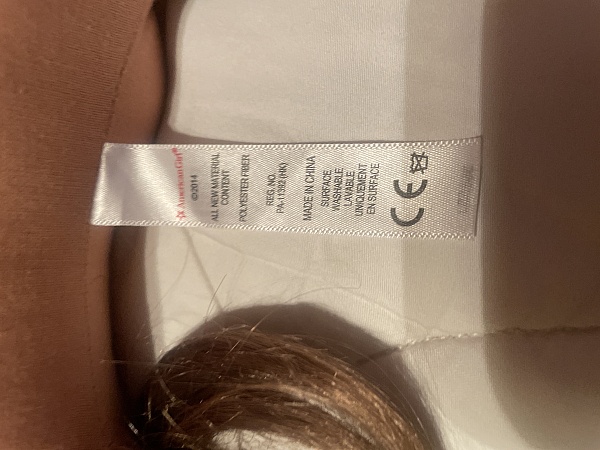 American Girl®
©2014
ALL NEW MATERIAL
CONTENT
POLYESTER FIBER
REG. NO.
PA-11392 (HK)
MADE IN CHINA
SURFACE
WASHABLE
LAVABLE
UNIQUEMENT
EN SURFACE
CE